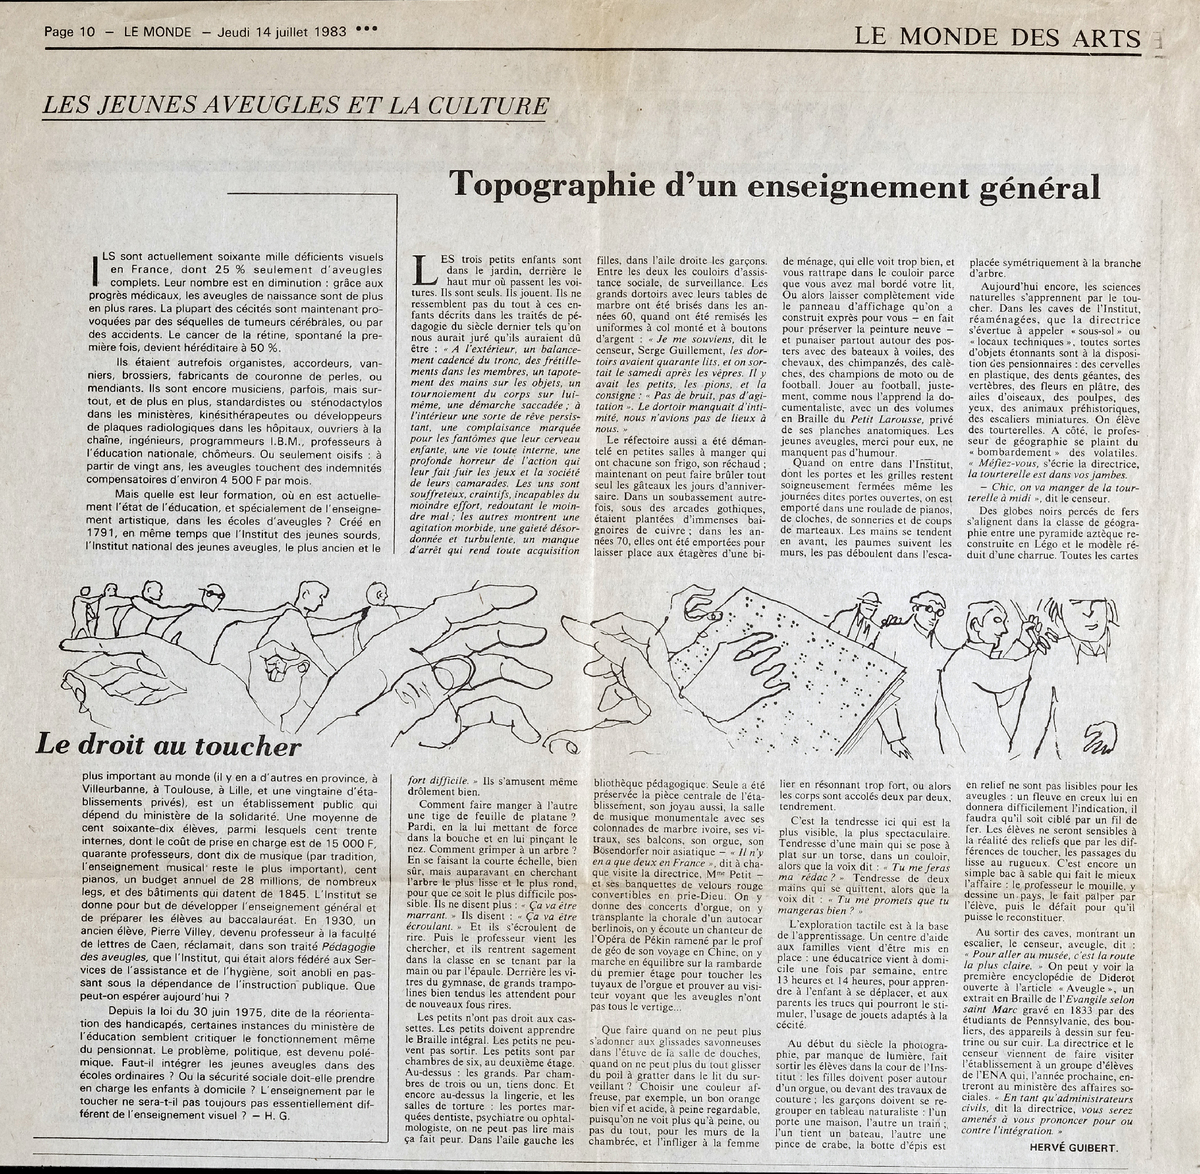 Page 10 — LE MONDE — Jeudi 14 juillet 1983 •••
LE MONDE DES ARTS
LES JEUNES AVEUGLES ET LA CULTURE
Topographie d'un enseignement général
ILS sont actuellement soixante mille déficients visuels
en France, dont 25 % seulement d'aveugles
complets. Leur nombre est en diminution : grâce aux
progrès médicaux, les aveugles de naissance sont de plus
en plus rares. La plupart des cécités sont maintenant pro-
voquées par des séquelles de tumeurs cérébrales, ou par
des accidents. Le cancer de la rétine, spontané la pre-
mière fois, devient héréditaire à 50 %.
Ils étaient autrefois organistes, accordeurs, van-
niers, brossiers, fabricants de couronne de perles, ou
mendiants. Ils sont encore musiciens, parfois, mais sur-
tout, et de plus en plus, standardistes ou sténodactylos
dans les ministères, kinésithérapeutes ou développeurs
de plaques radiologiques dans les hôpitaux, ouvriers à la
chaîne, ingénieurs, programmeurs I.B.M., professeurs à
l'éducation nationale, chômeurs. Ou seulement oisifs : à
partir de vingt ans, les aveugles touchent des indemnités
compensatoires d'environ 4 500 F par mois.
Mais quelle est leur formation, où en est actuelle-
ment l'état de l'éducation, et spécialement de l'enseigne-
ment artistique, dans les écoles d'aveugles ? Créé en
1791, en même temps que l'Institut des jeunes sourds,
l'Institut national des jeunes aveugles, le plus ancien et le
Le droit au toucher
plus important au monde (il y en a d'autres en province, à
Villeurbanne, à Toulouse, à Lille, et une vingtaine d'éta-
blissements privés), est un établissement public qui
dépend du ministère de la solidarité. Une moyenne de
cent soixante-dix élèves, parmi lesquels cent trente
internes, dont le coût de prise en charge est de 15 000 F,
quarante professeurs, dont dix de musique (par tradition,
l'enseignement musical reste le plus important), cent
pianos, un budget annuel de 28 millions, de nombreux
legs, et des bâtiments qui datent de 1845. L'Institut se
donne pour but de développer l'enseignement général et
de préparer les élèves au baccalauréat. En 1930, un
ancien élève, Pierre Villey, devenu professeur à la faculté
de lettres de Caen, réclamait, dans son traité Pédagogie
des aveugles, que l'Institut, qui était alors fédéré aux Ser-
vices de l'assistance et de l'hygiène, soit anobli en pas-
sant sous la dépendance de l'instruction publique. Que
peut-on espérer aujourd'hui ?
Depuis la loi du 30 juin 1975, dite de la réorienta-
tion des handicapés, certaines instances du ministère de
l'éducation semblent critiquer le fonctionnement même
du pensionnat. Le problème, politique, est devenu polé-
mique. Faut-il intégrer les jeunes aveugles dans des
écoles ordinaires ? Ou la sécurité sociale doit-elle prendre
en charge les enfants à domicile ? L'enseignement par le
toucher ne sera-t-il pas toujours pas essentiellement dif-
férent de l'enseignement visuel ? — H. G.
LES trois petits enfants sont
dans le jardin, derrière le
haut mur où passent les voi-
tures. Ils sont seuls. Ils jouent. Ils ne
ressemblent pas du tout à ces en-
fants décrits dans les traités de pé-
dagogie du siècle dernier tels qu'on
nous aurait juré qu'ils auraient dû
être : « A l'extérieur, un balance-
ment cadencé du tronc, des frétille-
ments dans les membres, un tapote-
ment des mains sur les objets, un
tournoiement du corps sur lui-
même, une démarche saccadée ; à
l'intérieur une sorte de rêve persis-
tant, une complaisance marquée
pour les fantômes que leur cerveau
enfante, une vie toute interne, une
profonde horreur de l'action qui
leur fait fuir les jeux et la société
de leurs camarades. Les uns sont
souffreteux, craintifs, incapables du
moindre effort, redoutant le moin-
dre mal ; les autres montrent une
agitation morbide, une gaieté désor-
donnée et turbulente, un manque
d'arrêt qui rend toute acquisition
fort difficile. » Ils s'amusent même
drôlement bien.
Comment faire manger à l'autre
une tige de feuille de platane ?
Pardi, en la lui mettant de force
dans la bouche et en lui pinçant le
nez. Comment grimper à un arbre ?
En se faisant la courte échelle, bien
sûr, mais auparavant en cherchant
l'arbre le plus lisse et le plus rond,
pour que ce soit le plus difficile pos-
sible. Ils ne disent plus : « Ça va être
marrant. » Ils disent : « Ça va être
écroulant. » Et ils s'écroulent de
rire. Puis le professeur vient les
chercher, et ils rentrent sagement
dans la classe en se tenant par la
main ou par l'épaule. Derrière les vi-
tres du gymnase, de grands trampo-
lines bien tendus les attendent pour
de nouveaux fous rires.
Les petits n'ont pas droit aux cas-
settes. Les petits doivent apprendre
le Braille intégral. Les petits ne peu-
vent pas sortir. Les petits sont par
chambres de six, au deuxième étage.
Au-dessus : les grands. Par cham-
bres de trois ou un, tiens donc. Et
encore au-dessus la lingerie, et les
salles de torture : les portes mar-
quées dentiste, psychiatre ou ophtal-
mologiste, on ne peut pas lire mais
ça fait peur. Dans l'aile gauche les
filles, dans l'aile droite les garçons.
Entre les deux les couloirs d'assis-
tance sociale, de surveillance. Les
grands dortoirs avec leurs tables de
marbre ont été brisés dans les an-
nées 60, quand ont été remisés les
uniformes à col monté et à boutons
d'argent : « Je me souviens, dit le
censeur, Serge Guillement, les dor-
toirs avaient quarante lits, et on sor-
tait le samedi après les vêpres. Il y
avait les petits, les pions, et la
consigne : « Pas de bruit, pas d'agi-
tation ». Le dortoir manquait d'inti-
mité, nous n'avions pas de lieux à
nous. »
Le réfectoire aussi a été déman-
telé en petites salles à manger qui
ont chacune son frigo, son réchaud ;
maintenant on peut faire brûler tout
seul les gâteaux les jours d'anniver-
saire. Dans un soubassement autre-
fois, sous des arcades gothiques,
étaient plantées d'immenses bai-
gnoires de cuivre ; dans les an-
nées 70, elles ont été emportées pour
laisser place aux étagères d'une bi-
bliothèque pédagogique. Seule a été
préservée la pièce centrale de l'éta-
blissement, son joyau aussi, la salle
de musique monumentale avec ses
colonnades de marbre ivoire, ses vi-
traux, ses balcons, son orgue, son
Bösendorfer noir asiatique — « Il n'y
en a que deux en France », dit à cha-
que visite la directrice, Mme Petit —
et ses banquettes de velours rouge
convertibles en prie-Dieu. On y
donne des concerts d'orgue, on y
transplante la chorale d'un autocar
berlinois, on y écoute un chanteur de
l'Opéra de Pékin ramené par le prof
de géo de son voyage en Chine, on y
marche en équilibre sur la rambarde
du premier étage pour toucher les
tuyaux de l'orgue et prouver au visi-
teur voyant que les aveugles n'ont
pas tous le vertige...
Que faire quand on ne peut plus
s'adonner aux glissades savonneuses
dans l'étuve de la salle de douches,
quand on ne peut plus du tout glisser
du poil à gratter dans le lit du sur-
veillant ? Choisir une couleur af-
freuse, par exemple, un bon orange
bien vif et acide, à peine regardable,
puisqu'on ne voit plus qu'à peine, ou
pas du tout, pour les murs de la
chambrée, et l'infliger à la femme
de ménage, qui elle voit trop bien, et
vous rattrape dans le couloir parce
que vous avez mal bordé votre lit.
Ou alors laisser complètement vide
le panneau d'affichage qu'on a
construit exprès pour vous — en fait
pour préserver la peinture neuve —
et punaiser partout autour des pos-
ters avec des bateaux à voiles, des
chevaux, des chimpanzés, des calè-
ches, des champions de moto ou de
football. Jouer au football, juste-
ment, comme nous l'apprend la do-
cumentaliste, avec un des volumes
en Braille du Petit Larousse, privé
de ses planches anatomiques. Les
jeunes aveugles, merci pour eux, ne
manquent pas d'humour.
Quand on entre dans l'Institut,
dont les portes et les grilles restent
soigneusement fermées même les
journées dites portes ouvertes, on est
emporté dans une roulade de pianos,
de cloches, de sonneries et de coups
de marteaux. Les mains se tendent
en avant, les paumes suivent les
murs, les pas déboulent dans l'esca-
lier en résonnant trop fort, ou alors
les corps sont accolés deux par deux,
tendrement.
C'est la tendresse ici qui est la
plus visible, la plus spectaculaire.
Tendresse d'une main qui se pose à
plat sur un torse, dans un couloir,
alors que la voix dit : « Tu me feras
ma rédac ? » Tendresse de deux
mains qui se quittent, alors que la
voix dit : « Tu me promets que tu
mangeras bien ? »
L'exploration tactile est à la base
de l'apprentissage. Un centre d'aide
aux familles vient d'être mis en
place : une éducatrice vient à domi-
cile une fois par semaine, entre
13 heures et 14 heures, pour appren-
dre à l'enfant à se déplacer, et aux
parents les trucs qui pourront le sti-
muler, l'usage de jouets adaptés à la
cécité.
Au début du siècle la photogra-
phie, par manque de lumière, fait
sortir les élèves dans la cour de l'Ins-
titut : les filles doivent poser autour
d'un orgue, ou devant des travaux de
couture ; les garçons doivent se re-
grouper en tableau naturaliste : l'un
porte une maison, l'autre un train ;
l'un tient un bateau, l'autre une
pince de crabe, la botte d'épis est
placée symétriquement à la branche
d'arbre.
Aujourd'hui encore, les sciences
naturelles s'apprennent par le tou-
cher. Dans les caves de l'Institut,
réaménagées, que la directrice
s'évertue à appeler « sous-sol » ou
« locaux techniques », toutes sortes
d'objets étonnants sont à la disposi-
tion des pensionnaires : des cervelles
en plastique, des dents géantes, des
vertèbres, des fleurs en plâtre, des
ailes d'oiseaux, des poulpes, des
yeux, des animaux préhistoriques,
des escaliers miniatures. On élève
des tourterelles. A côté, le profes-
seur de géographie se plaint du
« bombardement » des volatiles.
« Méfiez-vous, s'écrie la directrice,
la tourterelle est dans vos jambes.
— Chic, on va manger de la tour-
terelle à midi », dit le censeur.
Des globes noirs percés de fers
s'alignent dans la classe de géogra-
phie entre une pyramide aztèque re-
construite en Légo et le modèle ré-
duit d'une charrue. Toutes les cartes
en relief ne sont pas lisibles pour les
aveugles : un fleuve en creux lui en
donnera difficilement l'indication, il
faudra qu'il soit ciblé par un fil de
fer. Les élèves ne seront sensibles à
la réalité des reliefs que par les dif-
férences de toucher, les passages du
lisse au rugueux. C'est encore un
simple bac à sable qui fait le mieux
l'affaire : le professeur le mouille, y
dessine un pays, le fait palper par
l'élève, puis le défait pour qu'il
puisse le reconstituer.
Au sortir des caves, montrant un
escalier, le censeur, aveugle, dit :
« Pour aller au musée, c'est la route
la plus claire. » On peut y voir la
première encyclopédie de Diderot
ouverte à l'article « Aveugle », un
extrait en Braille de l'Evangile selon
saint Marc gravé en 1833 par des
étudiants de Pennsylvanie, des bou-
liers, des appareils à dessin sur feu-
trine ou sur cuir. La directrice et le
censeur viennent de faire visiter
l'établissement à un groupe d'élèves
de l'ENA qui, l'année prochaine, en-
treront au ministère des affaires so-
ciales. « En tant qu'administrateurs
civils, dit la directrice, vous serez
amenés à vous prononcer pour ou
contre l'intégration. »
HERVÉ GUIBERT.